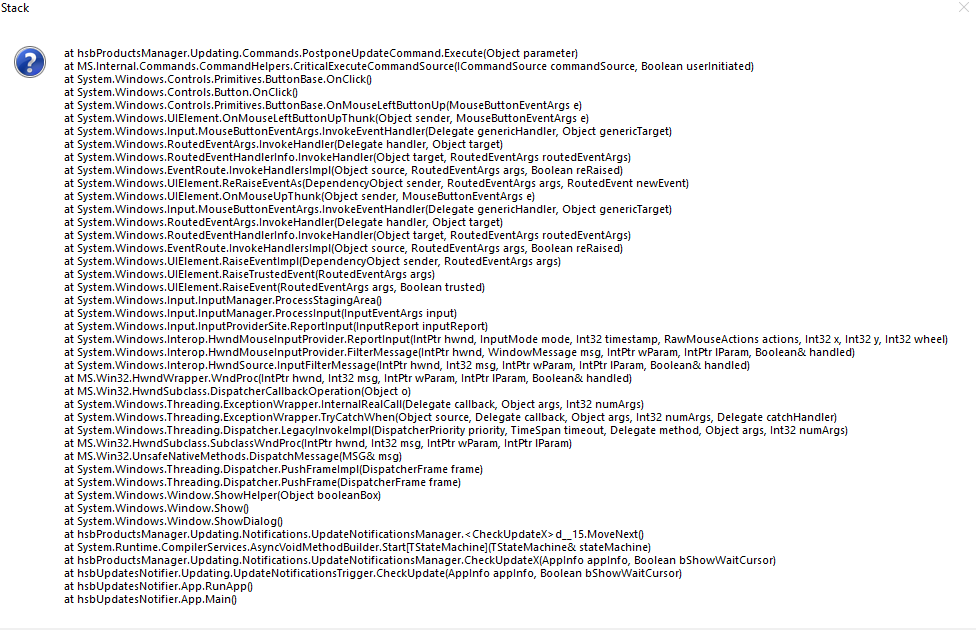 Stack
at hsbProductsManager.Updating.Commands.PostponeUpdateCommand.Execute(Object parameter)
at MS.Internal.Commands.CommandHelpers.CriticalExecuteCommandSource(ICommandSource commandSource, Boolean userInitiated)
at System.Windows.Controls.Primitives.ButtonBase.OnClick()
at System.Windows.Controls.Button.OnClick()
at System.Windows.Controls.Primitives.ButtonBase.OnMouseLeftButtonUp(MouseButtonEventArgs e)
at System.Windows.UIElement.OnMouseLeftButtonUpThunk(Object sender, MouseButtonEventArgs e)
at System.Windows.Input.MouseButtonEventArgs.InvokeEventHandler(Delegate genericHandler, Object genericTarget)
at System.Windows.RoutedEventArgs.InvokeHandler(Delegate handler, Object target)
at System.Windows.RoutedEventHandlerInfo.InvokeHandler(Object target, RoutedEventArgs routedEventArgs)
at System.Windows.EventRoute.InvokeHandlersImpl(Object source, RoutedEventArgs args, Boolean reRaised)
at System.Windows.UIElement.ReRaiseEventAs(DependencyObject sender, RoutedEventArgs args, RoutedEvent newEvent)
at System.Windows.UIElement.OnMouseUpThunk(Object sender, MouseButtonEventArgs e)
at System.Windows.Input.MouseButtonEventArgs.InvokeEventHandler(Delegate genericHandler, Object genericTarget)
at System.Windows.RoutedEventArgs.InvokeHandler(Delegate handler, Object target)
at System.Windows.RoutedEventHandlerInfo.InvokeHandler(Object target, RoutedEventArgs routedEventArgs)
at System.Windows.EventRoute.InvokeHandlersImpl(Object source, RoutedEventArgs args, Boolean reRaised)
at System.Windows.UIElement.RaiseEventImpl(DependencyObject sender, RoutedEventArgs args)
at System.Windows.UIElement.RaiseTrustedEvent(RoutedEventArgs args)
at System.Windows.UIElement.RaiseEvent(RoutedEventArgs args, Boolean trusted)
at System.Windows.Input.InputManager.ProcessStagingArea()
at System.Windows.Input.InputManager.ProcessInput(InputEventArgs input)
at System.Windows.Input.InputProviderSite.ReportInput(InputReport inputReport)
at System.Windows.Interop.HwndMouseInputProvider.ReportInput(IntPtr hwnd, InputMode mode, Int32 timestamp, RawMouseActions actions, Int32 x, Int32 y, Int32 wheel)
at System.Windows.Interop.HwndMouseInputProvider.FilterMessage(IntPtr hwnd, WindowMessage msg, IntPtr wParam, IntPtr lParam, Boolean& handled)
at System.Windows.Interop.HwndSource.InputFilterMessage(IntPtr hwnd, Int32 msg, IntPtr wParam, IntPtr lParam, Boolean& handled)
at MS.Win32.HwndWrapper.WndProc(IntPtr hwnd, Int32 msg, IntPtr wParam, IntPtr lParam, Boolean& handled)
at MS.Win32.HwndSubclass.DispatcherCallbackOperation(Object o)
at System.Windows.Threading.ExceptionWrapper.InternalRealCall(Delegate callback, Object args, Int32 numArgs)
at System.Windows.Threading.ExceptionWrapper.TryCatchWhen(Object source, Delegate callback, Object args, Int32 numArgs, Delegate catchHandler)
at System.Windows.Threading.Dispatcher.LegacyInvokeImpl(DispatcherPriority priority, TimeSpan timeout, Delegate method, Object args, Int32 numArgs)
at MS.Win32.HwndSubclass.SubclassWndProc(IntPtr hwnd, Int32 msg, IntPtr wParam, IntPtr lParam)
at MS.Win32.UnsafeNativeMethods.DispatchMessage(MSG& msg)
at System.Windows.Threading.Dispatcher.PushFrameImpl(DispatcherFrame frame)
at System.Windows.Threading.Dispatcher.PushFrame(DispatcherFrame frame)
at System.Windows.Window.ShowHelper(Object booleanBox)
at System.Windows.Window.Show()
at System.Windows.Window.ShowDialog()
at hsbProductsManager.Updating.Notifications.UpdateNotificationsManager.<CheckUpdateX>d__15.MoveNext()
at System.Runtime.CompilerServices.AsyncVoidMethodBuilder.Start[TStateMachine](TStateMachine& stateMachine)
at hsbProductsManager.Updating.Notifications.UpdateNotificationsManager.CheckUpdateX(AppInfo appInfo, Boolean bShowWaitCursor)
at hsbUpdatesNotifier.Updating.UpdateNotificationsTrigger.CheckUpdate(AppInfo appInfo, Boolean bShowWaitCursor)
at hsbUpdatesNotifier.App.RunApp()
at hsbUpdatesNotifier.App.Main()